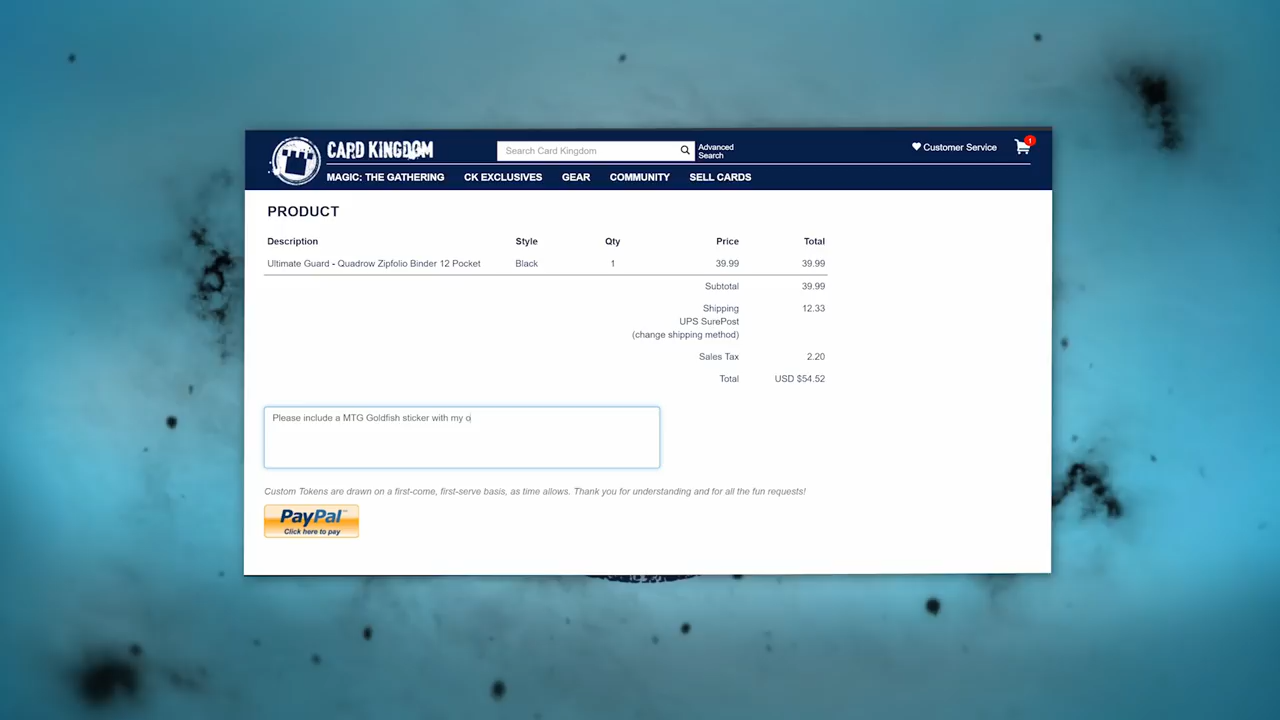 CARD KINGDOM
Search Card Kingdom
Advanced
Search
Customer Service
1
MAGIC: THE GATHERING CK EXCLUSIVES GEAR COMMUNITY SELL CARDS
PRODUCT
Description Style Qty Price Total
Ultimate Guard - Quadrow Zipfolio Binder 12 Pocket Black 1 39.99 39.99
Subtotal 39.99
Shipping 12.33
UPS SurePost
(change shipping method)
Sales Tax 2.20
Total USD $54.52
Please include a MTG Goldfish sticker with my o
Custom Tokens are drawn on a first-come, first-serve basis, as time allows. Thank you for understanding and for all the fun requests!
PayPal
Click here to pay